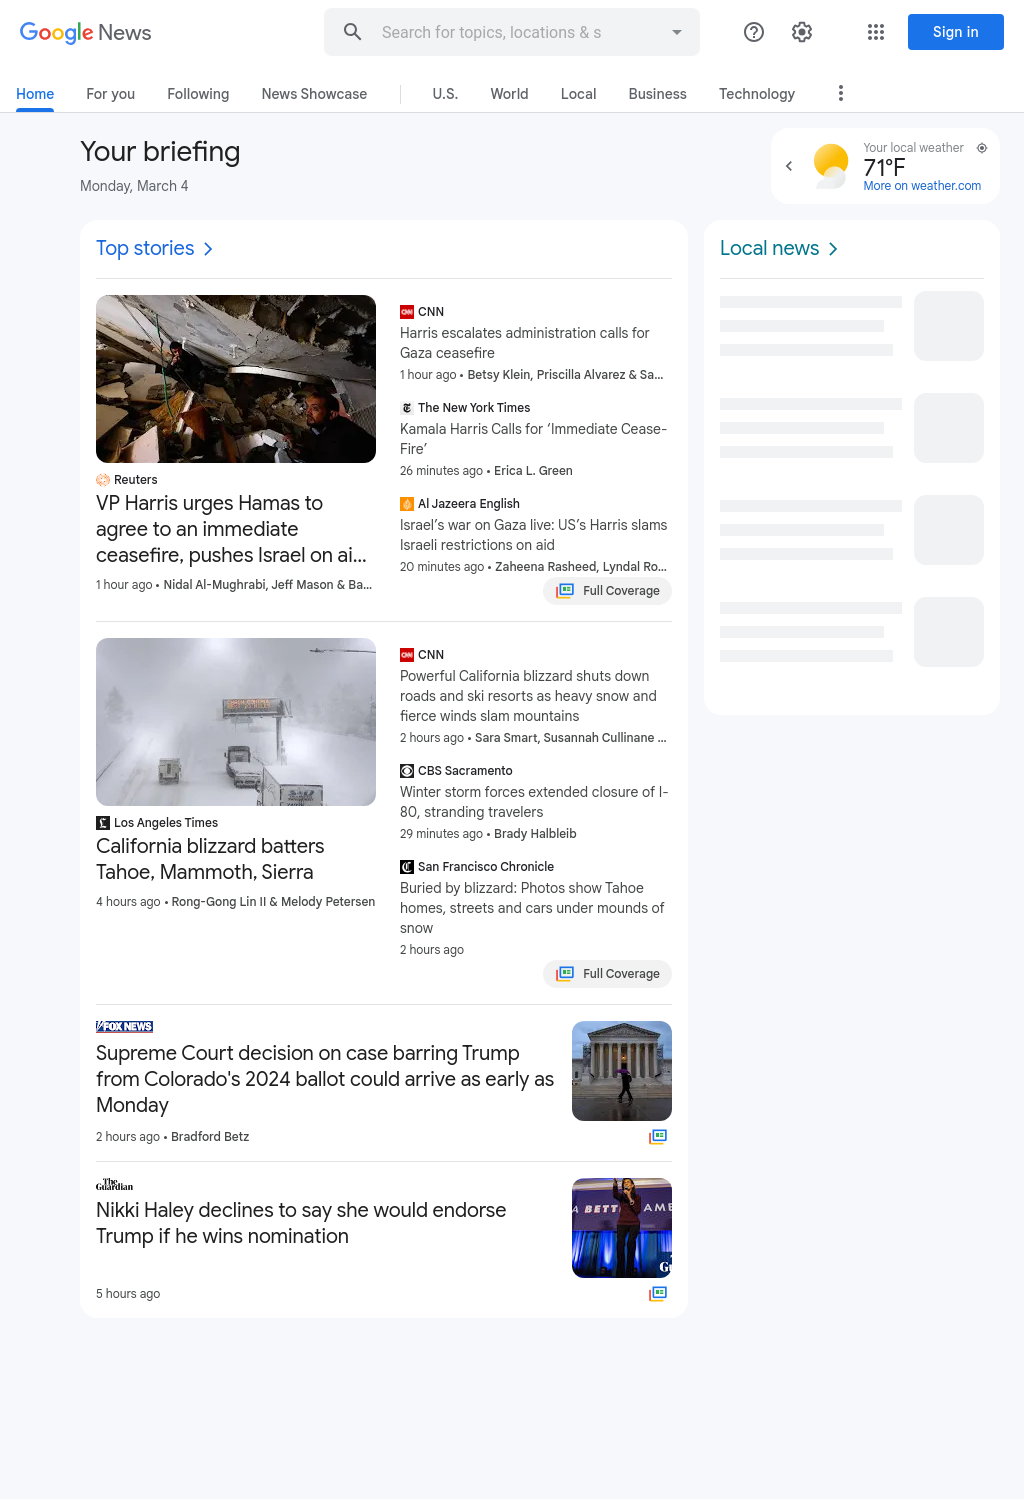 Google News
Search for topics, locations & s
Sign in
Home
For you
Following
News Showcase
U.S.
World
Local
Business
Technology
Your briefing
Monday, March 4
Your local weather
71°F
More on weather.com
Top stories
Local news
Reuters
VP Harris urges Hamas to
agree to an immediate
ceasefire, pushes Israel on ai...
1 hour ago • Nidal Al-Mughrabi, Jeff Mason & Ba...
CNN
CNN
Harris escalates administration calls for
Gaza ceasefire
1 hour ago • Betsy Klein, Priscilla Alvarez & Sa...
The New York Times
Kamala Harris Calls for ‘Immediate Cease-
Fire’
26 minutes ago • Erica L. Green
Al Jazeera English
Israel’s war on Gaza live: US’s Harris slams
Israeli restrictions on aid
20 minutes ago • Zaheena Rasheed, Lyndal Ro...
Full Coverage
Los Angeles Times
California blizzard batters
Tahoe, Mammoth, Sierra
4 hours ago • Rong-Gong Lin II & Melody Petersen
CNN
CNN
Powerful California blizzard shuts down
roads and ski resorts as heavy snow and
fierce winds slam mountains
2 hours ago • Sara Smart, Susannah Cullinane ...
CBS Sacramento
Winter storm forces extended closure of I-
80, stranding travelers
29 minutes ago • Brady Halbleib
San Francisco Chronicle
Buried by blizzard: Photos show Tahoe
homes, streets and cars under mounds of
snow
2 hours ago
Full Coverage
FOX NEWS
Supreme Court decision on case barring Trump
from Colorado's 2024 ballot could arrive as early as
Monday
2 hours ago • Bradford Betz
The
Guardian
Nikki Haley declines to say she would endorse
Trump if he wins nomination
A BETT AME
Gu
5 hours ago